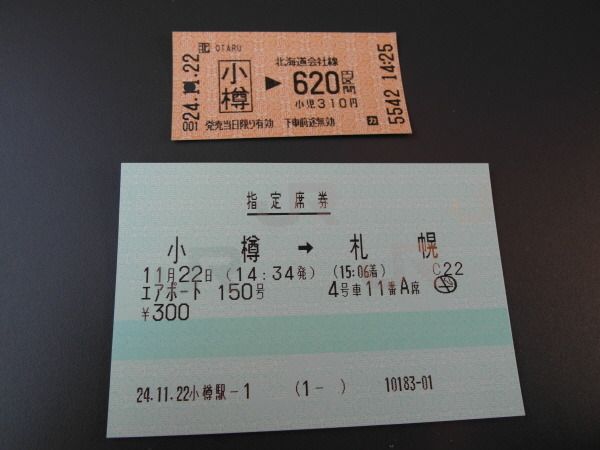 北 OTARU
24.11.22
001
小樽
北海道会社線
▶620円区間
小児310円
発売当日限り有効 下車前途無効
5542 14:25
指定席券
小樽 → 札幌
11月22日 (14:34発) (15:06着) C22
エアポート 150号 4号車11番A席
¥300
24.11.22小樽駅-1 (1- ) 10183-01